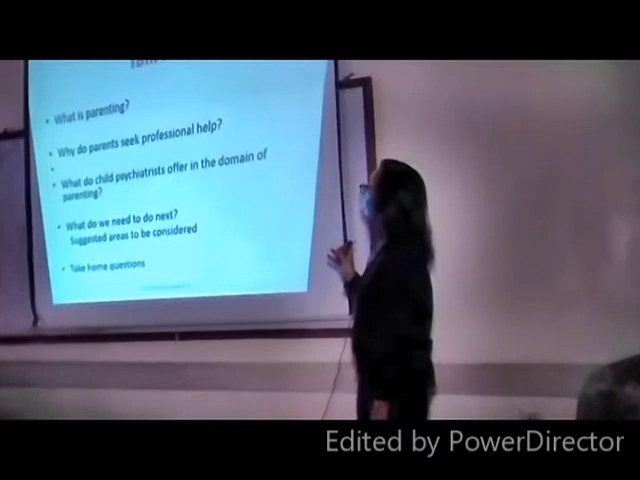 • What is parenting?
• Why do parents seek professional help?
•
• What do child psychiatrists offer in the domain of
parenting?
• What do we need to do next?
Suggested areas to be considered
• Take home questions
Edited by PowerDirector